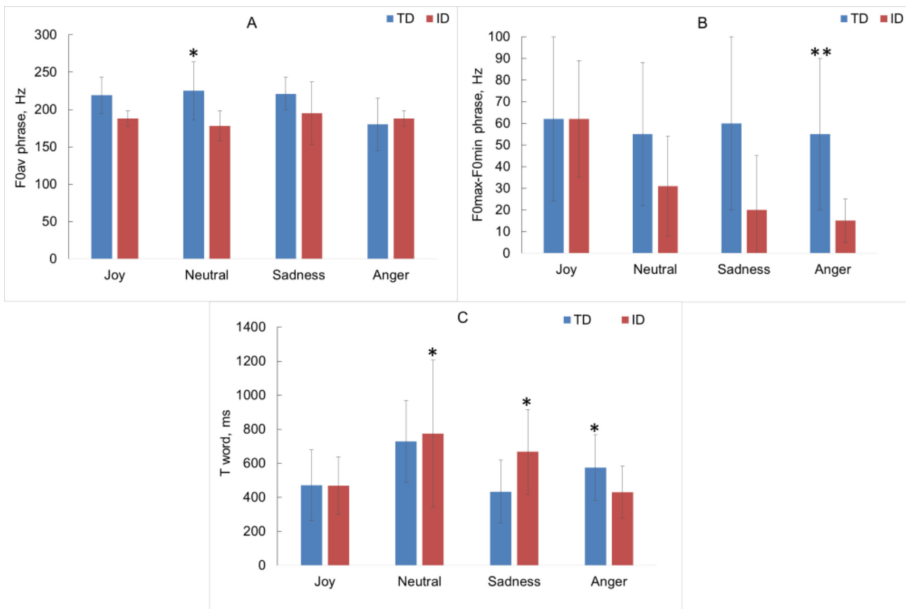 A
TD ID
F0av phrase, Hz
300
250
200
150
100
50
0
*
Joy Neutral Sadness Anger
B
TD ID
F0max-F0min phrase, Hz
100
90
80
70
60
50
40
30
20
10
0
**
Joy Neutral Sadness Anger
C
TD ID
T word, ms
1400
1200
1000
800
600
400
200
0
* * *
Joy Neutral Sadness Anger